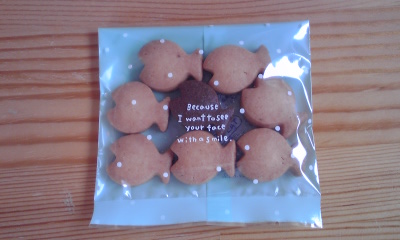 Because
I want to see
your face
with a smile.